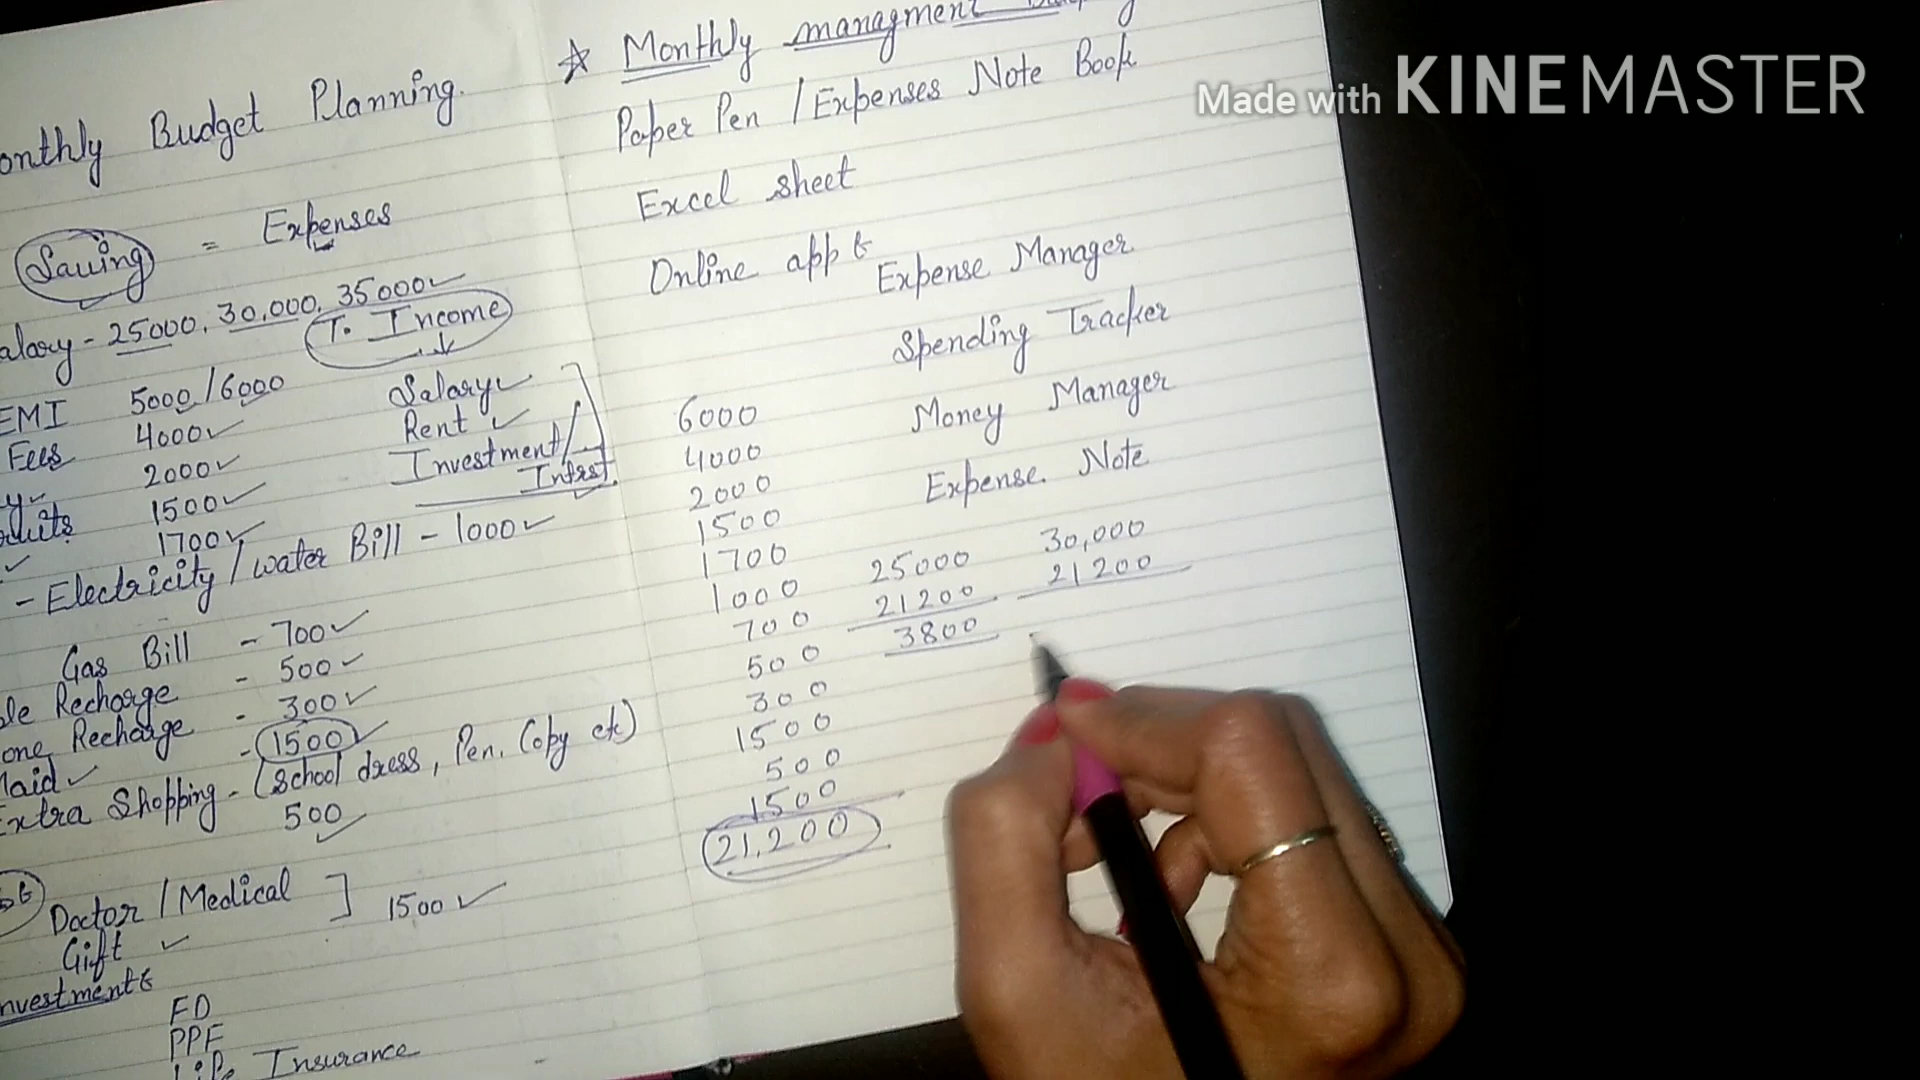 onthly Budget Planning.
Saving = Expenses
alary - 25000, 30,000, 35000
T. Income
EMI 5000/6000
Fees 4000
2000
1500
1700
Salary
Rent
Investment/
Intrst.
- Electricity / water Bill - 1000
Gas Bill - 700
le Recharge - 500
one Recharge - 300
Maid - 1500
Extra Shopping - (School dress, Pen, Copy etc)
500
Doctor / Medical ] 1500
Gift
nvestment
FD
PPF
Life Insurance
Monthly managment
Paper Pen / Expenses Note Book
Excel sheet
Online app
Expense Manager
Spending Tracker
Money Manager
Expense Note
6000
4000
2000
1500
1700
1000
700
500
300
1500
500
1500
21,200
25000
21200
3800
30,000
21200
Made with KINEMASTER